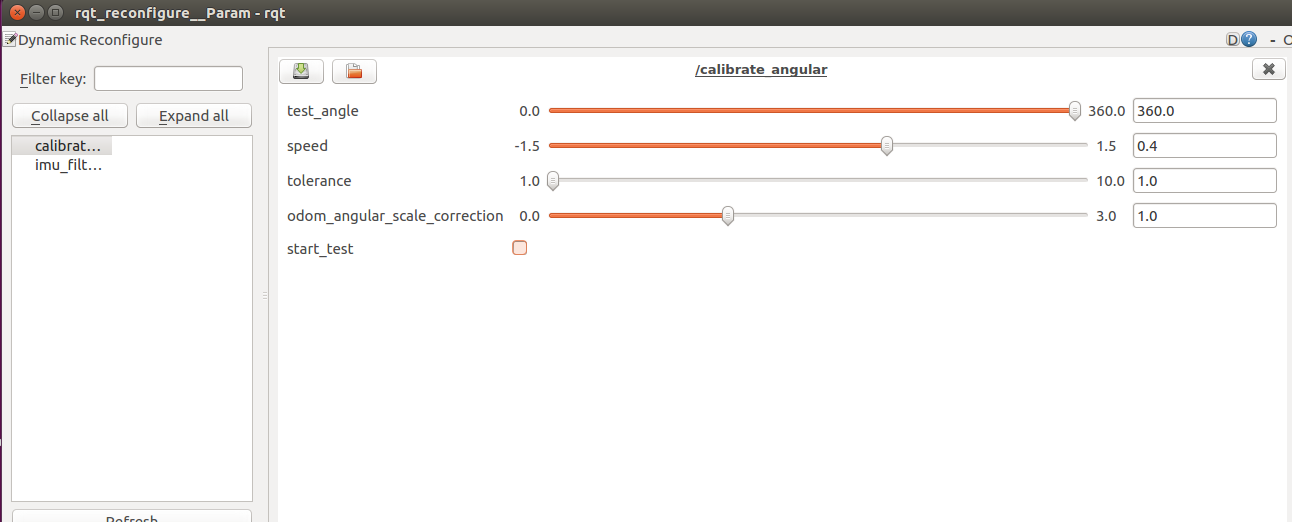 rqt_reconfigure__Param - rqt
Dynamic Reconfigure
D ? - O
Filter key:
Collapse all Expand all
calibrat...
imu_filt...
Refresh
/calibrate_angular
test_angle 0.0 360.0 360.0
speed -1.5 1.5 0.4
tolerance 1.0 10.0 1.0
odom_angular_scale_correction 0.0 3.0 1.0
start_test